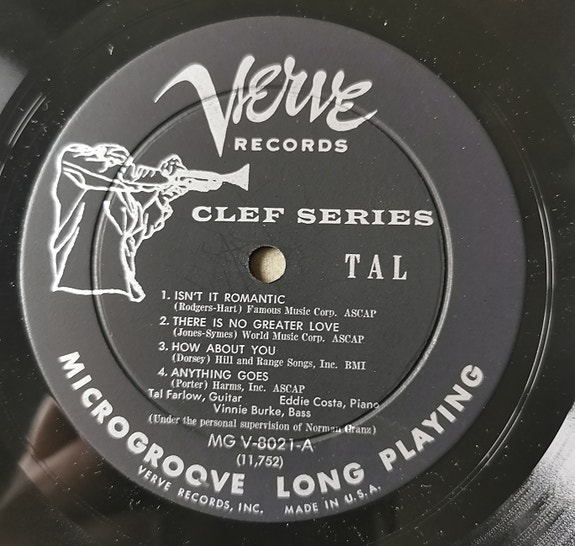 Verve
RECORDS
CLEF SERIES
TAL
1. ISN'T IT ROMANTIC
(Rodgers-Hart) Famous Music Corp. ASCAP
2. THERE IS NO GREATER LOVE
(Jones-Symes) World Music Corp. ASCAP
3. HOW ABOUT YOU
(Dorsey) Hill and Range Songs, Inc. BMI
4. ANYTHING GOES
(Porter) Harms, Inc. ASCAP
Tal Farlow, Guitar Eddie Costa, Piano
Vinnie Burke, Bass
(Under the personal supervision of Norman Granz)
MG V-8021-A
(11,752)
MICROGROOVE LONG PLAYING
VERVE RECORDS, INC. MADE IN U.S.A.